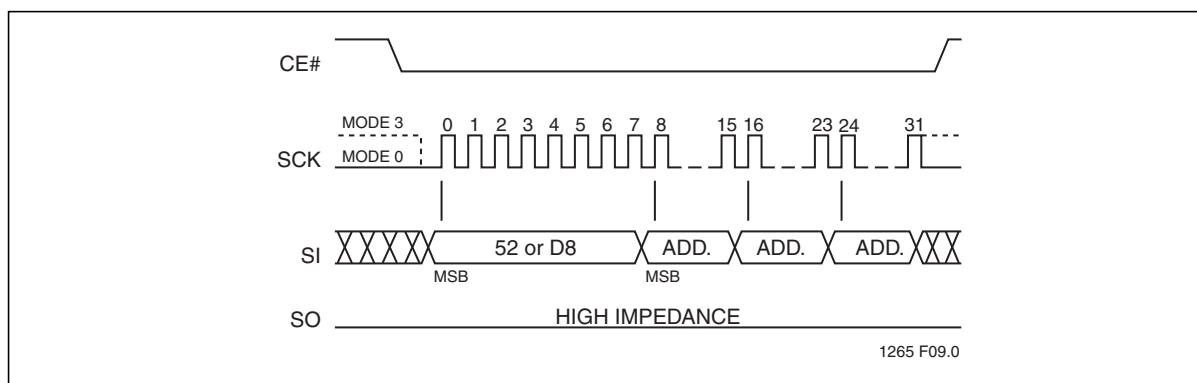 CE#
MODE 3
0 1 2 3 4 5 6 7 8 15 16 23 24 31
SCK
MODE 0
SI
52 or D8 ADD. ADD. ADD.
MSB MSB
SO
HIGH IMPEDANCE
1265 F09.0